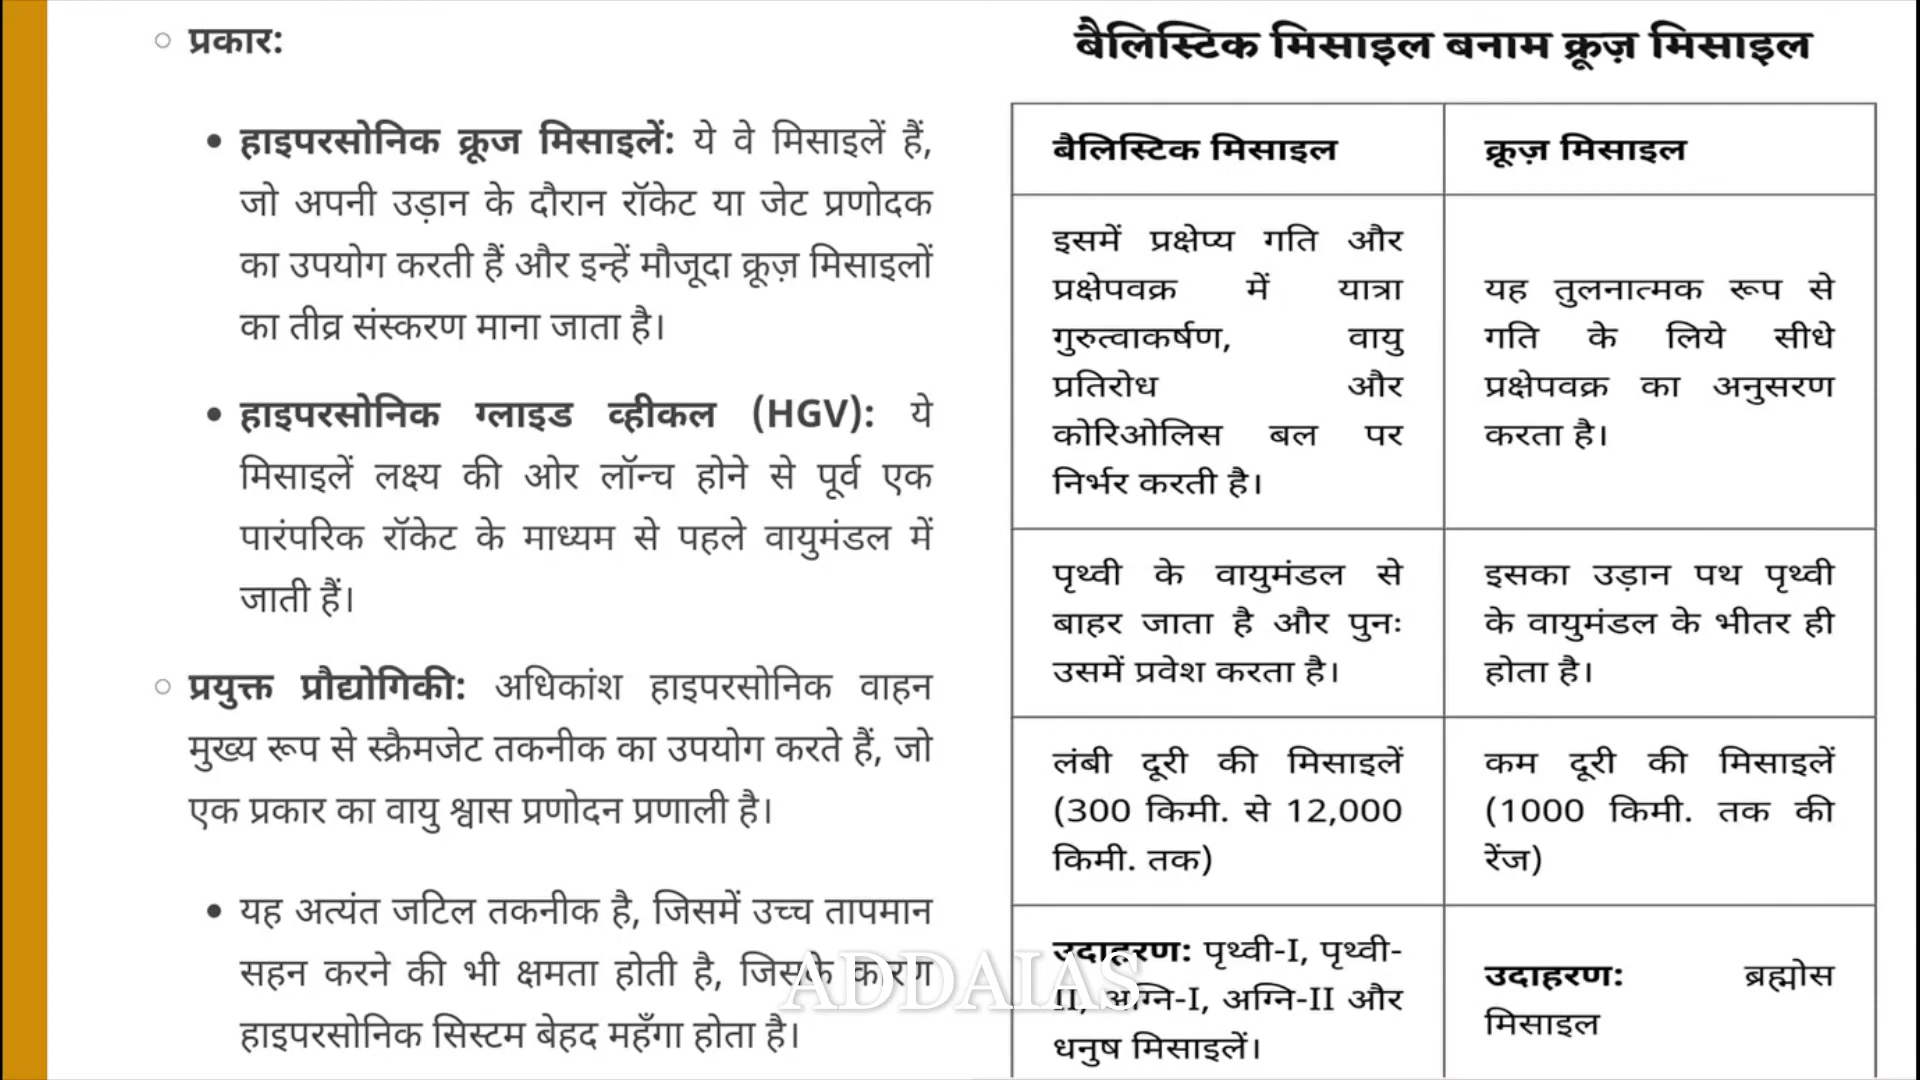 प्रकार:
हाइपरसोनिक क्रूज मिसाइलें: ये वे मिसाइलें हैं,
जो अपनी उड़ान के दौरान रॉकेट या जेट प्रणोदक
का उपयोग करती हैं और इन्हें मौजूदा क्रूज़ मिसाइलों
का तीव्र संस्करण माना जाता है।
हाइपरसोनिक ग्लाइड व्हीकल (HGV): ये
मिसाइलें लक्ष्य की ओर लॉन्च होने से पूर्व एक
पारंपरिक रॉकेट के माध्यम से पहले वायुमंडल में
जाती हैं।
प्रयुक्त प्रौद्योगिकी: अधिकांश हाइपरसोनिक वाहन
मुख्य रूप से स्क्रैमजेट तकनीक का उपयोग करते हैं, जो
एक प्रकार का वायु श्वास प्रणोदन प्रणाली है।
यह अत्यंत जटिल तकनीक है, जिसमें उच्च तापमान
सहन करने की भी क्षमता होती है, जिसके कारण
हाइपरसोनिक सिस्टम बेहद महँगा होता है।
बैलिस्टिक मिसाइल बनाम क्रूज़ मिसाइल
बैलिस्टिक मिसाइल
क्रूज़ मिसाइल
इसमें प्रक्षेप्य गति और
प्रक्षेपवक्र में यात्रा
गुरुत्वाकर्षण, वायु
प्रतिरोध और
कोरिओलिस बल पर
निर्भर करती है।
यह तुलनात्मक रूप से
गति के लिये सीधे
प्रक्षेपवक्र का अनुसरण
करता है।
पृथ्वी के वायुमंडल से
बाहर जाता है और पुनः
उसमें प्रवेश करता है।
इसका उड़ान पथ पृथ्वी
के वायुमंडल के भीतर ही
होता है।
लंबी दूरी की मिसाइलें
(300 किमी. से 12,000
किमी. तक)
कम दूरी की मिसाइलें
(1000 किमी. तक की
रेंज)
उदाहरण: पृथ्वी-I, पृथ्वी-
II, अग्नि-I, अग्नि-II और
धनुष मिसाइलें।
उदाहरण: ब्रह्मोस
मिसाइल
ADDAIAS